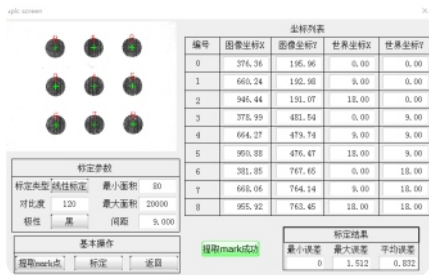 uplc screen
坐标列表
编号 图像坐标X 图像坐标Y 世界坐标X 世界坐标Y
0 376.36 195.96 0.00 0.00
1 660.24 192.98 9.00 0.00
2 946.44 191.07 18.00 0.00
3 378.99 481.54 0.00 9.00
4 664.27 479.74 9.00 9.00
5 950.88 476.47 18.00 9.00
6 381.85 767.65 0.00 18.00
7 668.06 764.14 9.00 18.00
8 955.92 763.45 18.00 18.00
标定参数
标定类型 线性标定 最小面积 80
对比度 120 最大面积 20000
极性 黑 间距 9.000
基本操作
提取mark点 标定 返回
提取mark成功
标定结果
最小误差 最大误差 平均误差
0 1.512 0.832